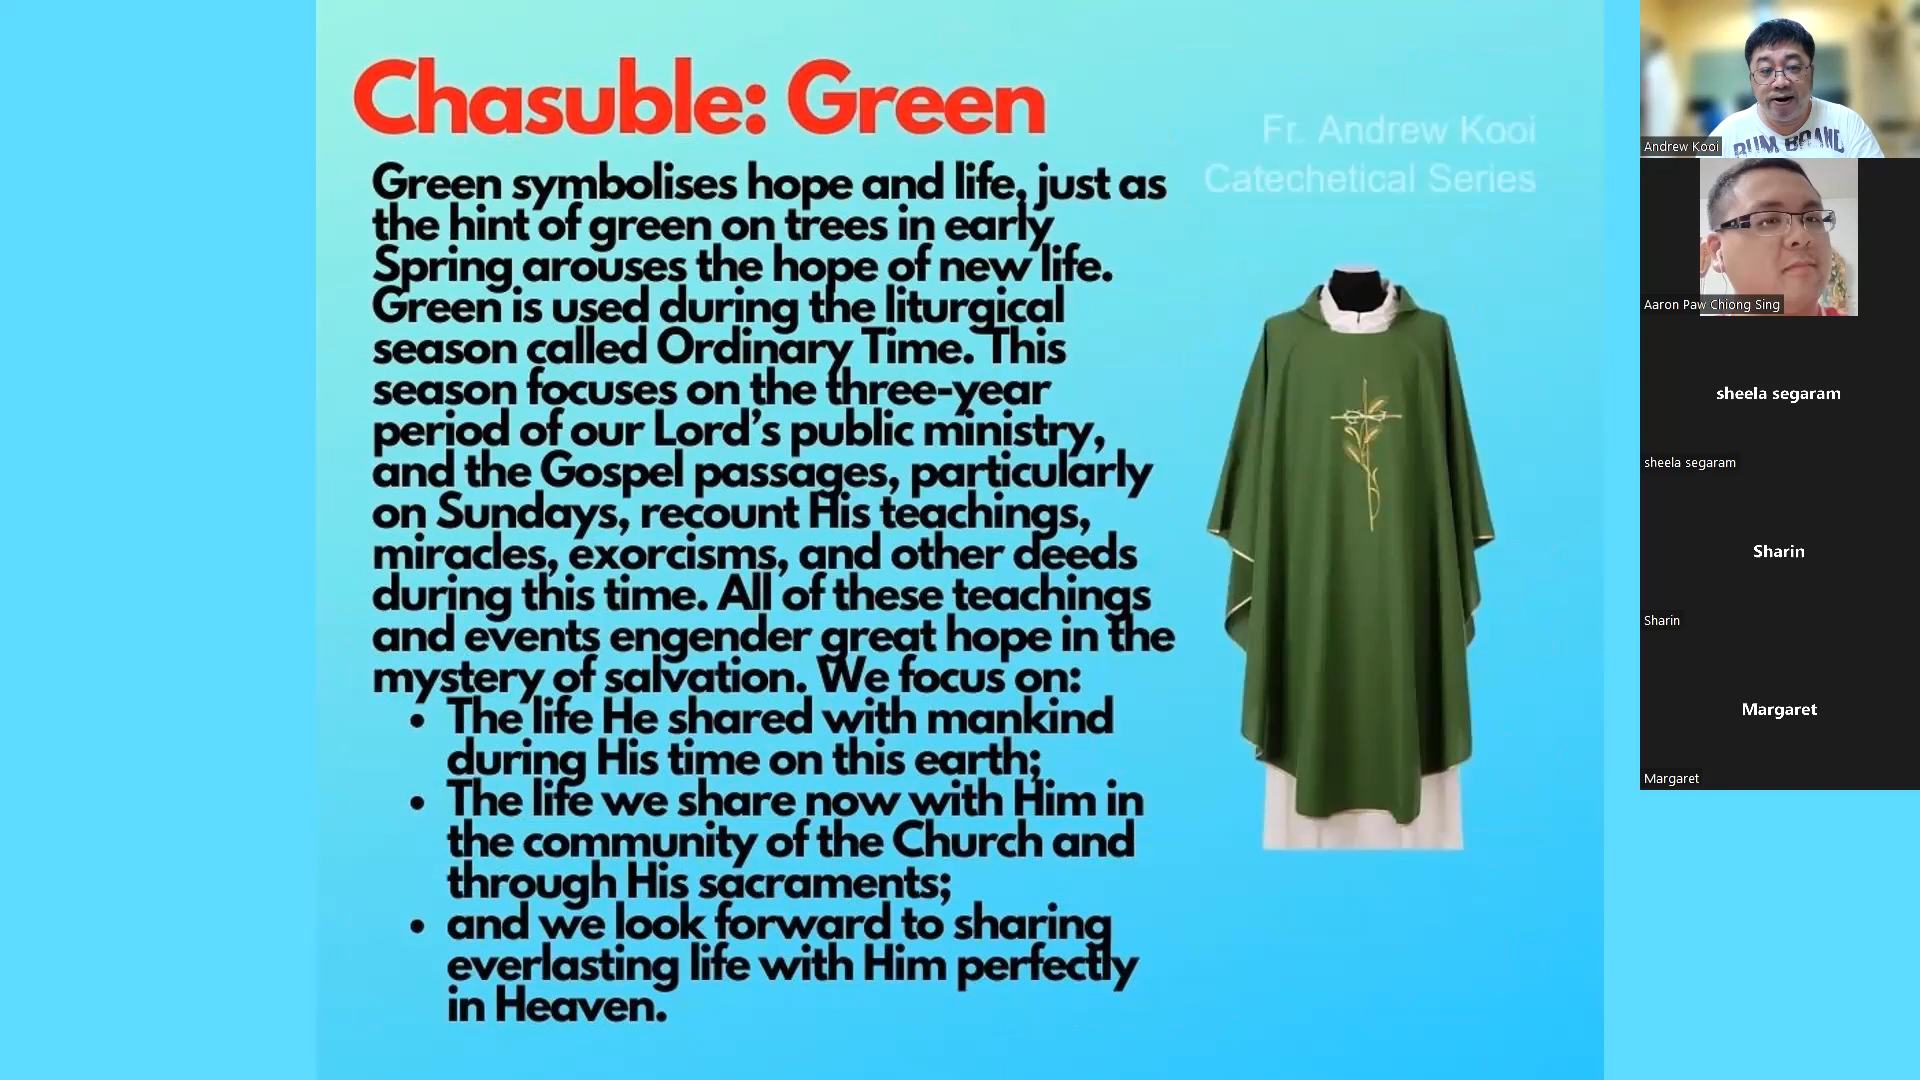 Chasuble: Green
Fr. Andrew Kooi
Catechetical Series
Green symbolises hope and life, just as
the hint of green on trees in early
Spring arouses the hope of new life.
Green is used during the liturgical
season called Ordinary Time. This
season focuses on the three-year
period of our Lord’s public ministry,
and the Gospel passages, particularly
on Sundays, recount His teachings,
miracles, exorcisms, and other deeds
during this time. All of these teachings
and events engender great hope in the
mystery of salvation. We focus on:
• The life He shared with mankind
during His time on this earth;
• The life we share now with Him in
the community of the Church and
through His sacraments;
• and we look forward to sharing
everlasting life with Him perfectly
in Heaven.
BUM BRAND
Andrew Kooi
Aaron Paw Chiong Sing
sheela segaram
sheela segaram
Sharin
Sharin
Margaret
Margaret